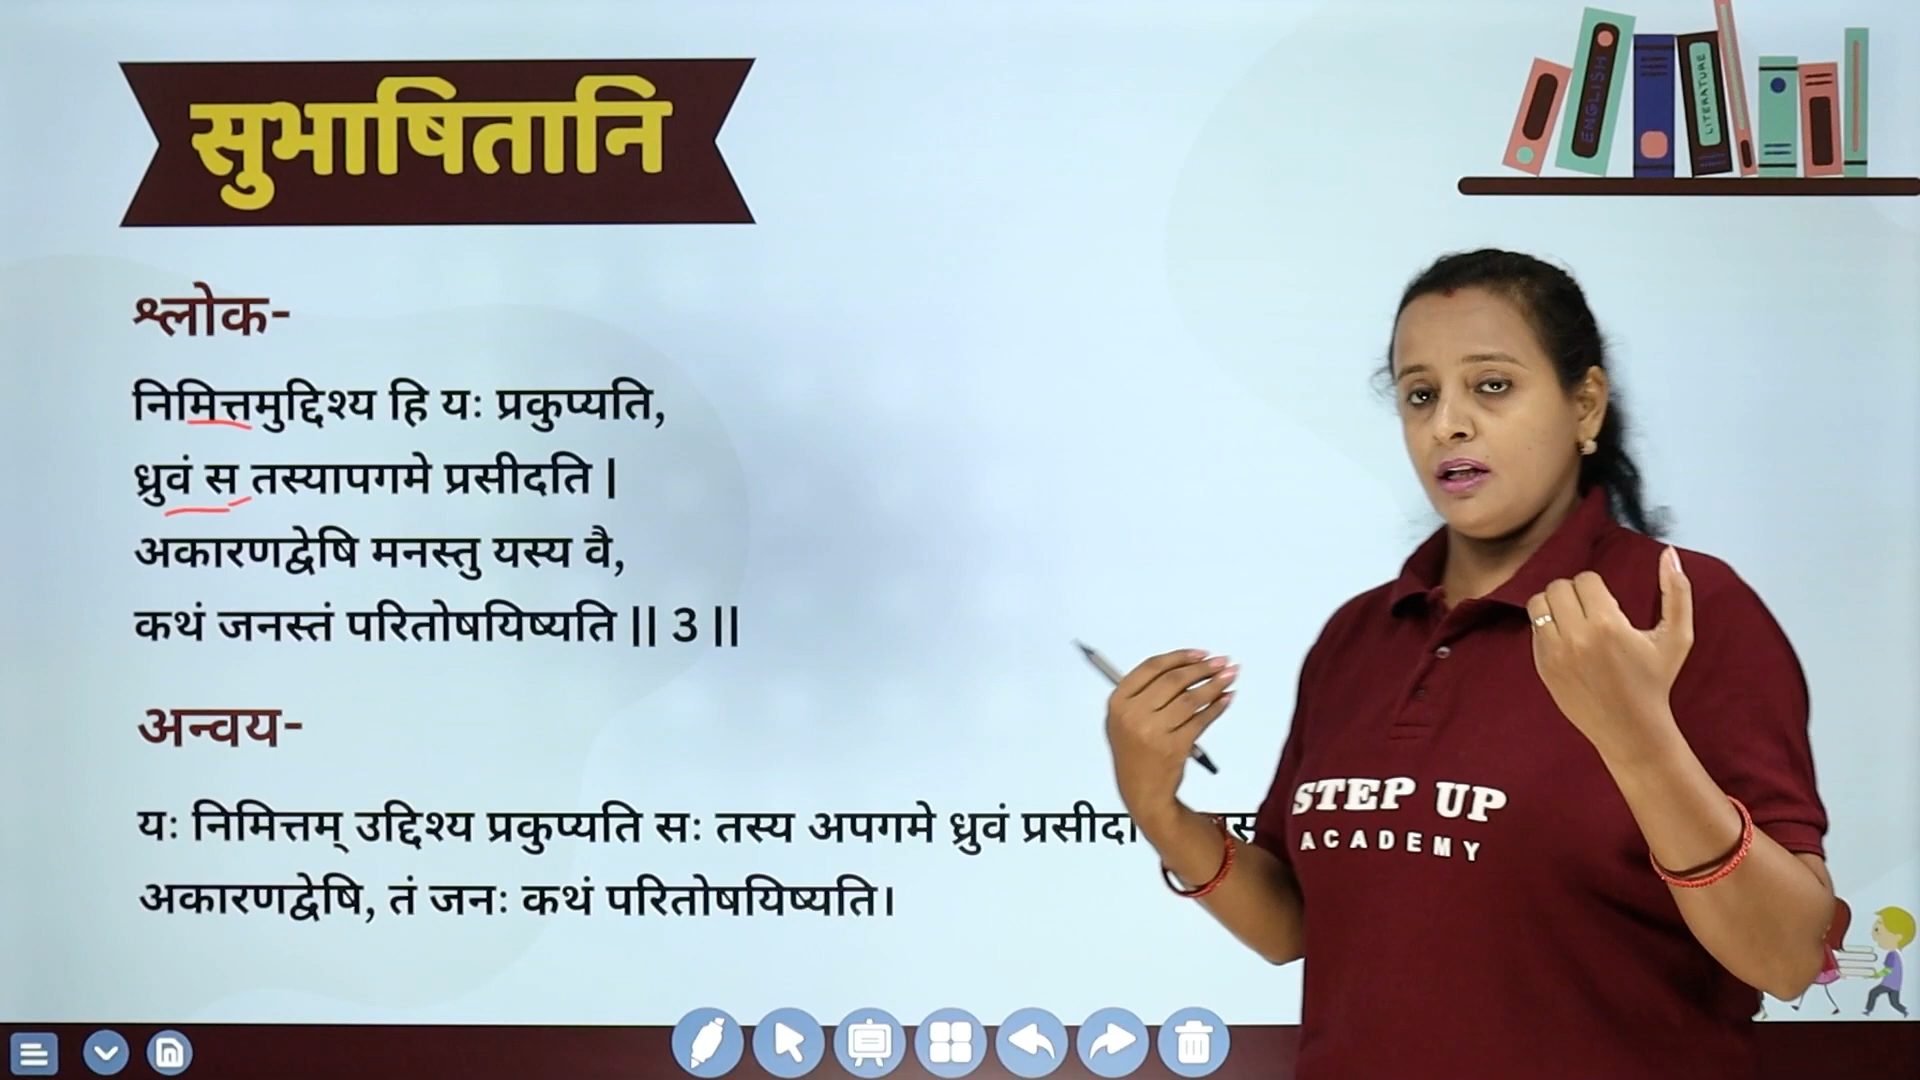 सुभाषितानि
ENGLISH
LITERATURE
श्लोक-
निमित्तमुद्दिश्य हि यः प्रकुप्यति,
ध्रुवं स तस्यापगमे प्रसीदति |
अकारणद्वेषि मनस्तु यस्य वै,
कथं जनस्तं परितोषयिष्यति || 3 ||
अन्वय-
यः निमित्तम् उद्दिश्य प्रकुप्यति सः तस्य अपगमे ध्रुवं
अकारणद्वेषि, तं जनः कथं परितोषयिष्यति।
STEP UP
ACADEMY